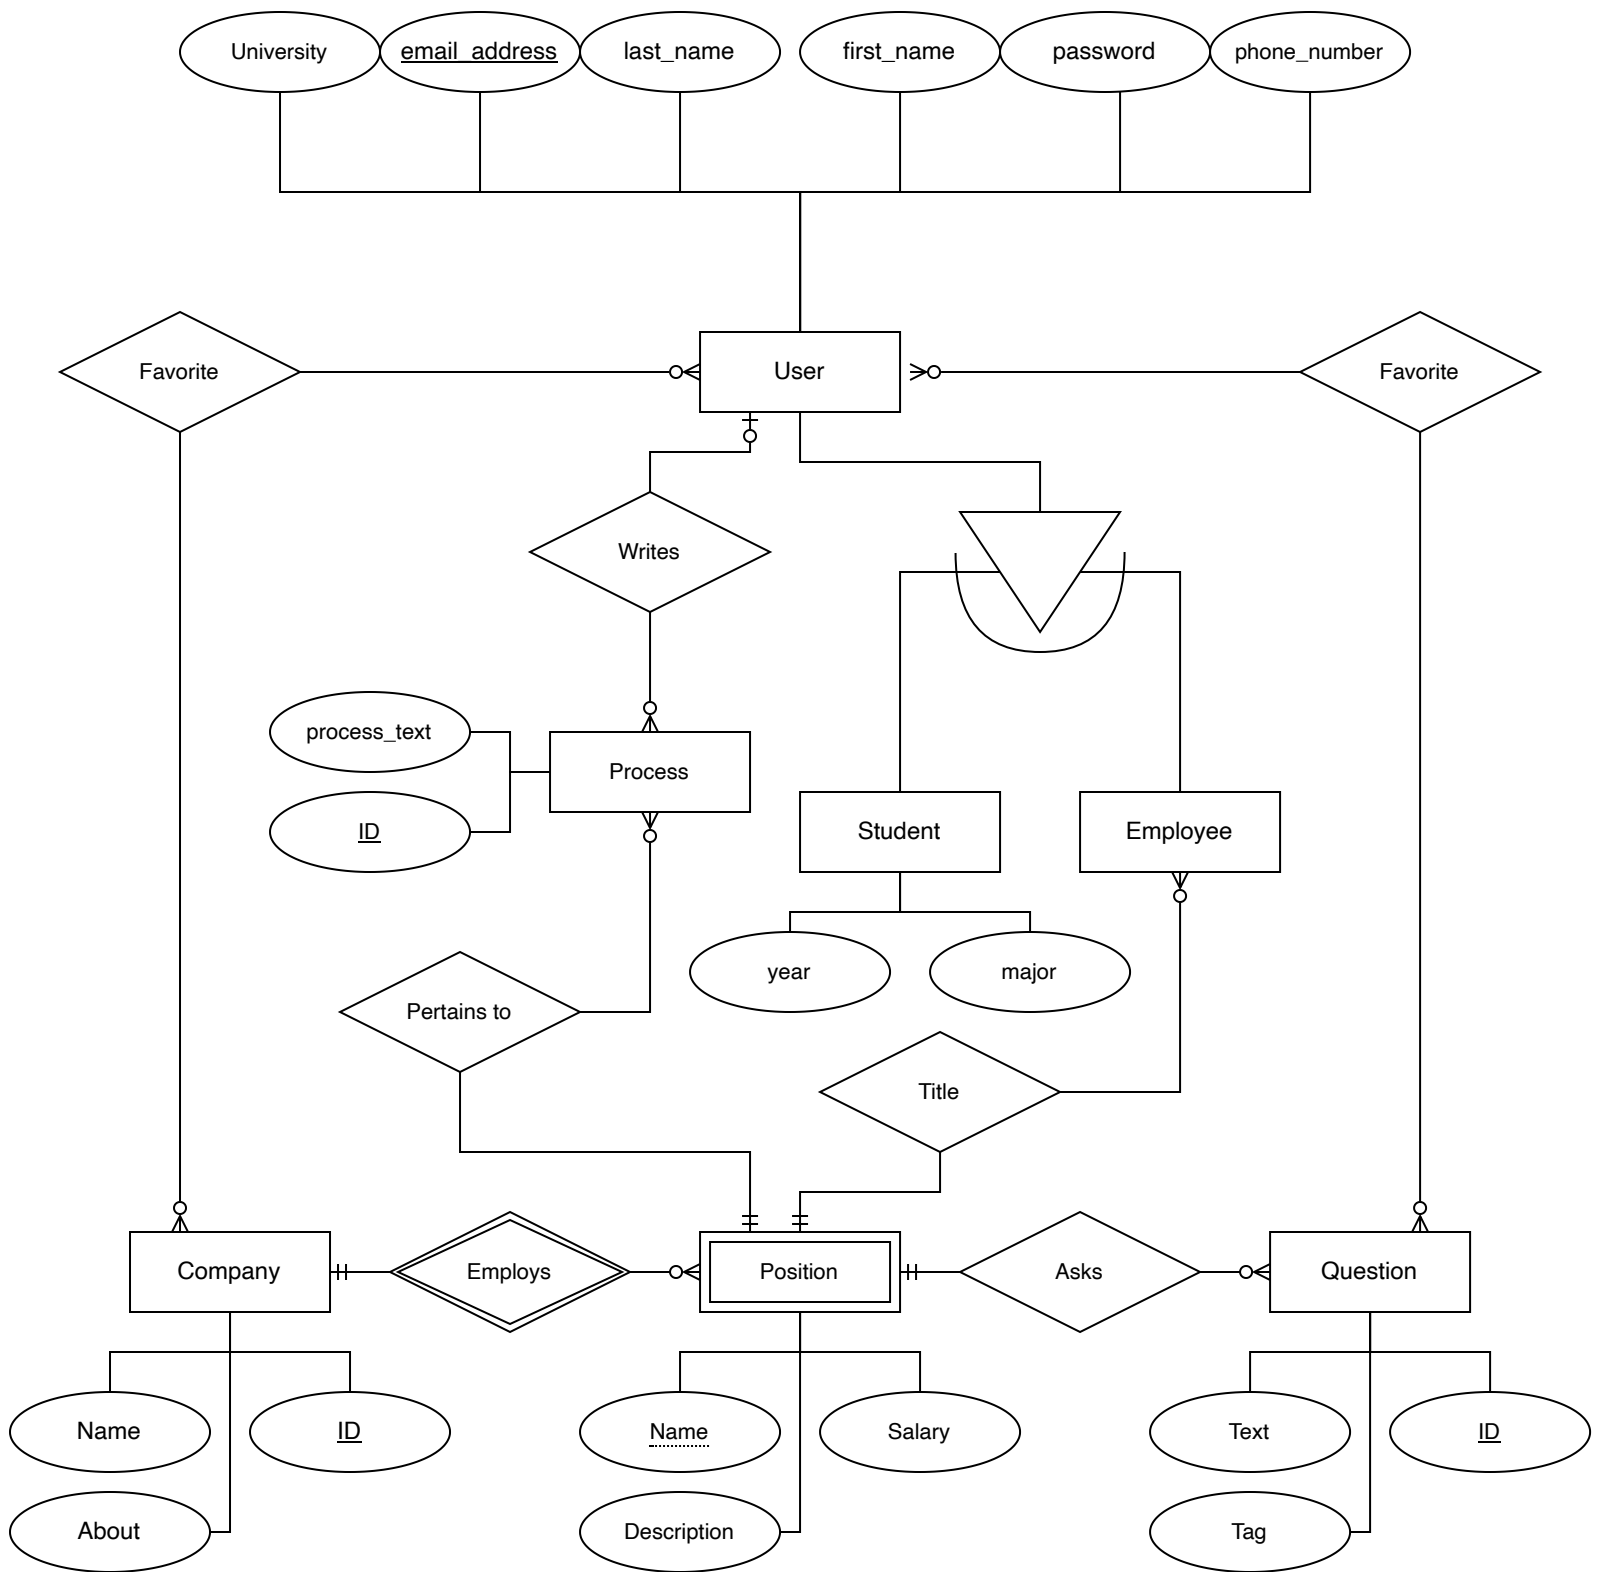 University
email_address
last_name
first_name
password
phone_number
Favorite
User
Favorite
Writes
process_text
Process
ID
Student
Employee
year
major
Pertains to
Title
Company
Employs
Position
Asks
Question
Name
ID
Name
Salary
Text
ID
About
Description
Tag